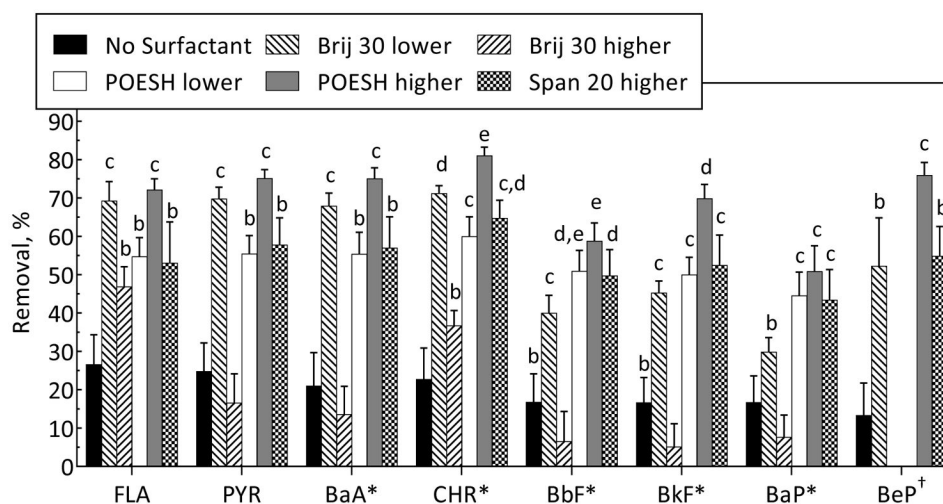 No Surfactant Brij 30 lower Brij 30 higher
POESH lower POESH higher Span 20 higher
Removal, %
90
80
70
60
50
40
30
20
10
0
c b b c b
c b c b
c b c b
d b c e c,d
b c d,e e d
b c c d c
b c c c
b c b
FLA PYR BaA* CHR* BbF* BkF* BaP* BeP†